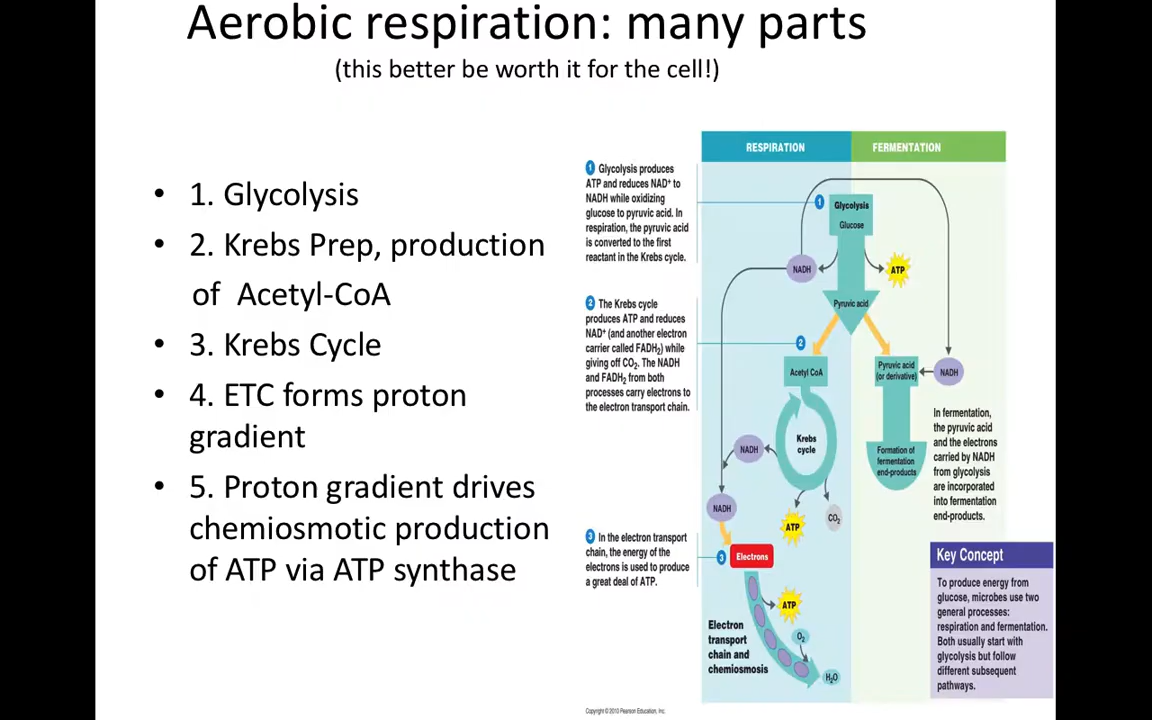 Aerobic respiration: many parts
(this better be worth it for the cell!)
• 1. Glycolysis
• 2. Krebs Prep, production
of Acetyl-CoA
• 3. Krebs Cycle
• 4. ETC forms proton
gradient
• 5. Proton gradient drives
chemiosmotic production
of ATP via ATP synthase
RESPIRATION
FERMENTATION
1 Glycolysis produces
ATP and reduces NAD⁺ to
NADH while oxidizing
glucose to pyruvic acid. In
respiration, the pyruvic acid
is converted to the first
reactant in the Krebs cycle.
1
Glycolysis
Glucose
NADH
ATP
Pyruvic acid
2 The Krebs cycle
produces ATP and reduces
NAD⁺ (and another electron
carrier called FADH₂) while
giving off CO₂. The NADH
and FADH₂ from both
processes carry electrons to
the electron transport chain.
2
Acetyl CoA
Pyruvic acid
(or derivative)
NADH
Krebs
cycle
NADH
Formation of
fermentation
end-products
In fermentation,
the pyruvic acid
and the electrons
carried by NADH
from glycolysis
are incorporated
into fermentation
end-products.
NADH
ATP
CO₂
3 In the electron transport
chain, the energy of the
electrons is used to produce
a great deal of ATP.
3
Electrons
ATP
Electron
transport
chain and
chemiosmosis
O₂
H₂O
Key Concept
To produce energy from
glucose, microbes use two
general processes:
respiration and fermentation.
Both usually start with
glycolysis but follow
different subsequent
pathways.
Copyright © 2010 Pearson Education, Inc.